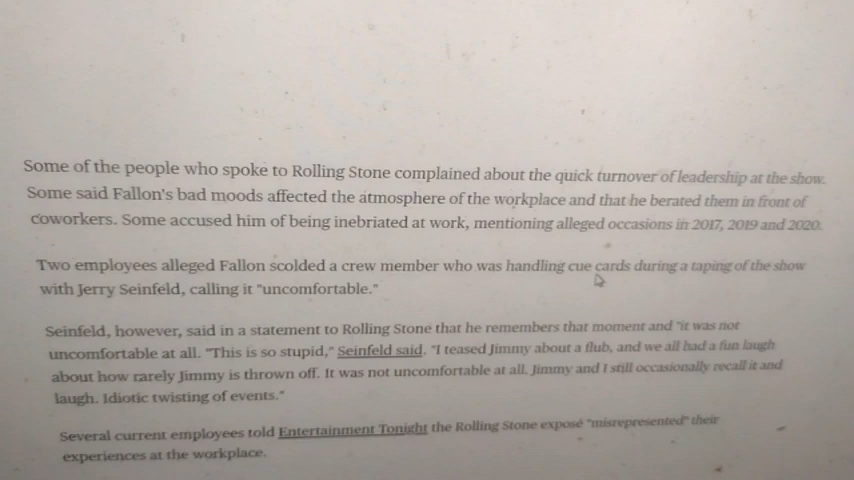 Some of the people who spoke to Rolling Stone complained about the quick turnover of leadership at the show.
Some said Fallon's bad moods affected the atmosphere of the workplace and that he berated them in front of
coworkers. Some accused him of being inebriated at work, mentioning alleged occasions in 2017, 2019 and 2020.
Two employees alleged Fallon scolded a crew member who was handling cue cards during a taping of the show
with Jerry Seinfeld, calling it "uncomfortable."
Seinfeld, however, said in a statement to Rolling Stone that he remembers that moment and "it was not
uncomfortable at all. "This is so stupid," Seinfeld said. "I teased Jimmy about a flub, and we all had a fun laugh
about how rarely Jimmy is thrown off. It was not uncomfortable at all. Jimmy and I still occasionally recall it and
laugh. Idiotic twisting of events."
Several current employees told Entertainment Tonight the Rolling Stone exposé "misrepresented" their
experiences at the workplace.